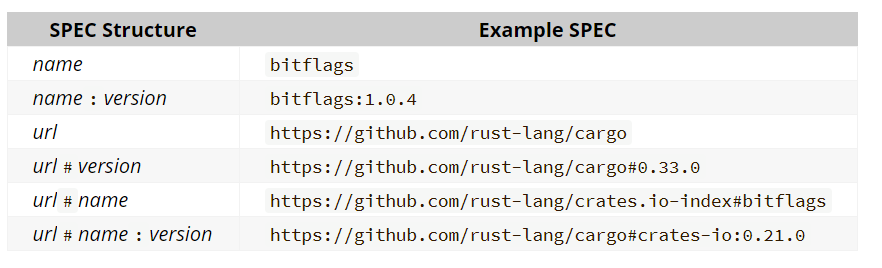 SPEC Structure Example SPEC
name bitflags
name : version bitflags:1.0.4
url https://github.com/rust-lang/cargo
url # version https://github.com/rust-lang/cargo#0.33.0
url # name https://github.com/rust-lang/crates.io-index#bitflags
url # name : version https://github.com/rust-lang/cargo#crates-io:0.21.0